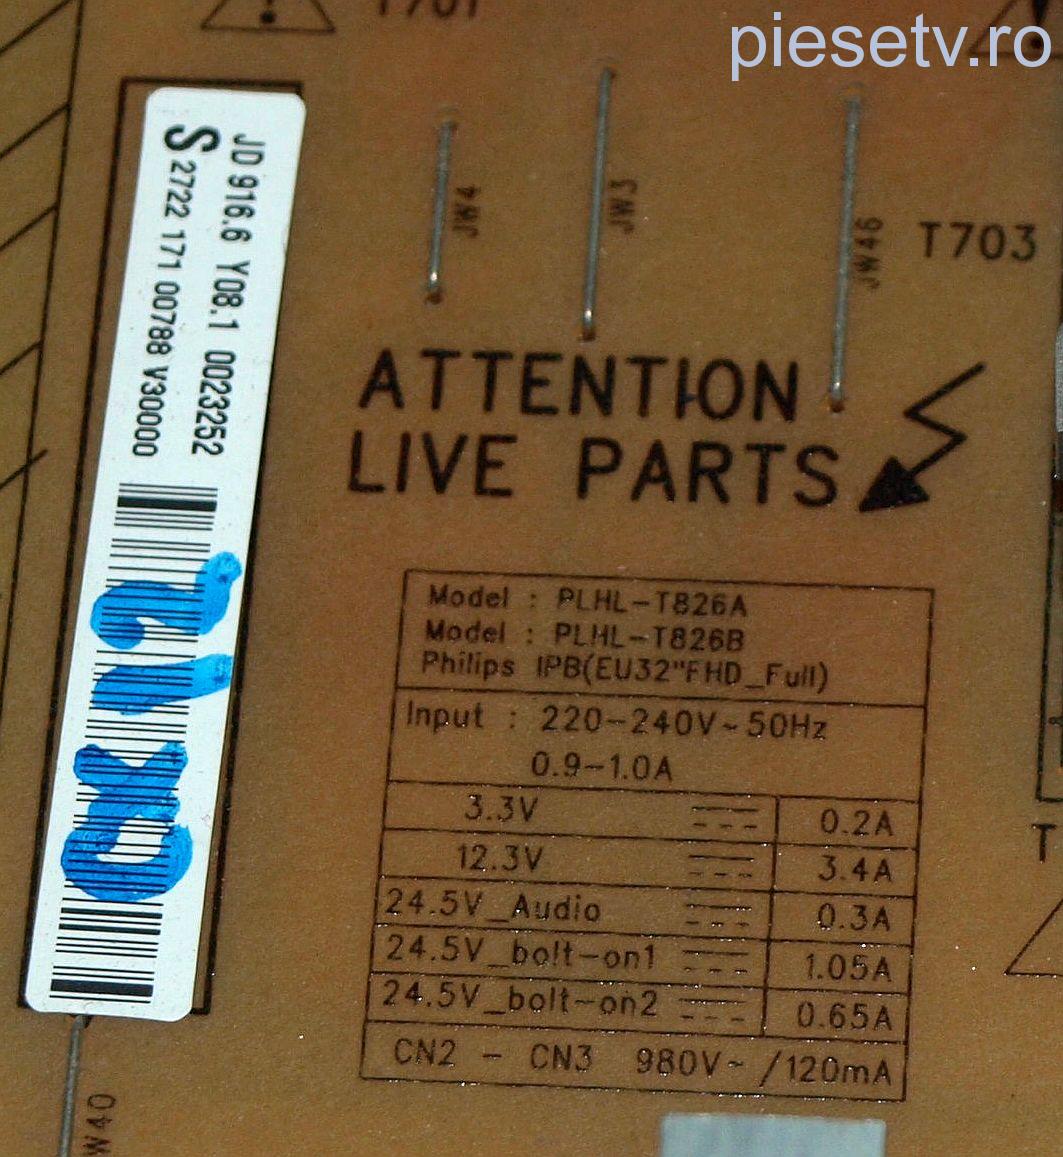 T701
piesetv.ro
JD 916.6 Y08.1 0023252
S 2722 171 00788 V30000
JW4
JW3
JW46
T703
ATTENTION
LIVE PARTS
Model : PLHL-T826A
Model : PLHL-T826B
Philips IPB(EU32"FHD_Full)
Input : 220-240V~50Hz
0.9-1.0A
3.3V 0.2A
12.3V 3.4A
24.5V_Audio 0.3A
24.5V_bolt-on1 1.05A
24.5V_bolt-on2 0.65A
CN2 - CN3 980V~ /120mA
W40
T